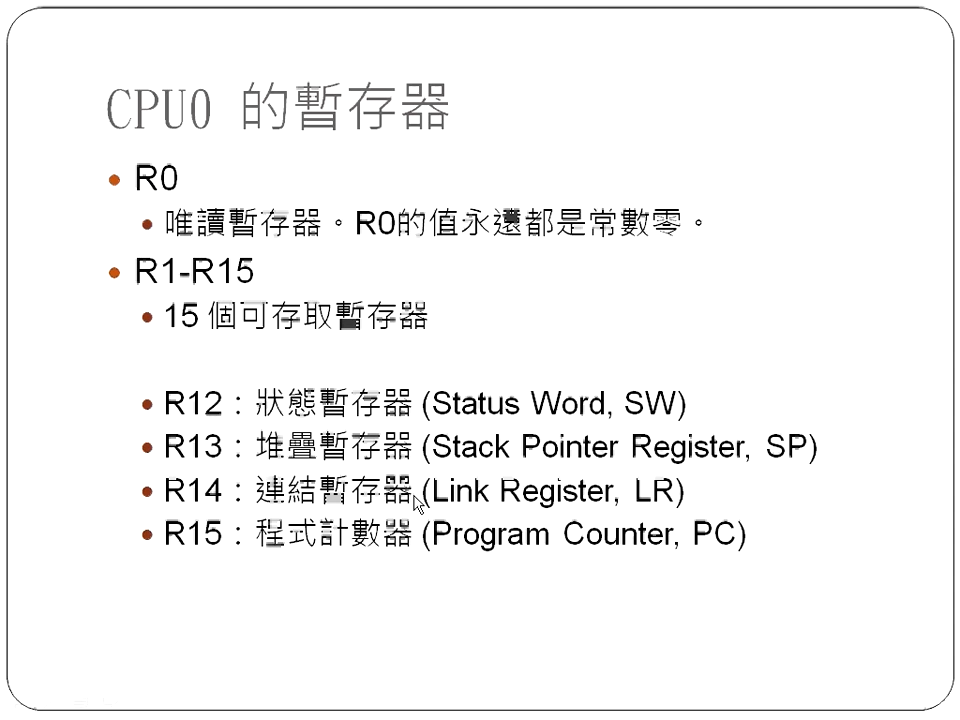 CPU0 的暫存器
R0
唯讀暫存器。R0的值永遠都是常數零。
R1-R15
15 個可存取暫存器
R12：狀態暫存器 (Status Word, SW)
R13：堆疊暫存器 (Stack Pointer Register, SP)
R14：連結暫存器 (Link Register, LR)
R15：程式計數器 (Program Counter, PC)